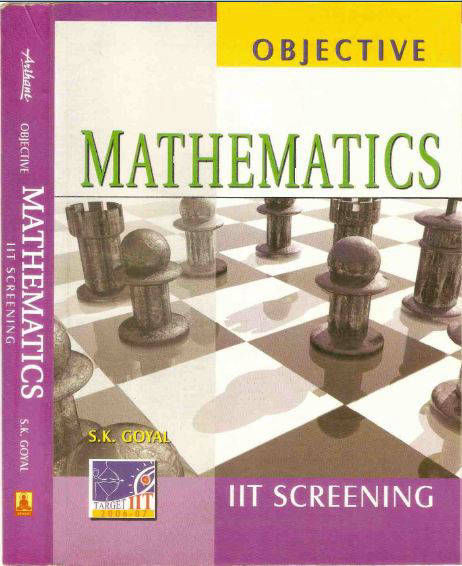 Arihant
OBJECTIVE
MATHEMATICS
IIT SCREENING
S.K. GOYAL
OBJECTIVE
MATHEMATICS
S.K. GOYAL
TARGET IIT
2006-07
IIT SCREENING